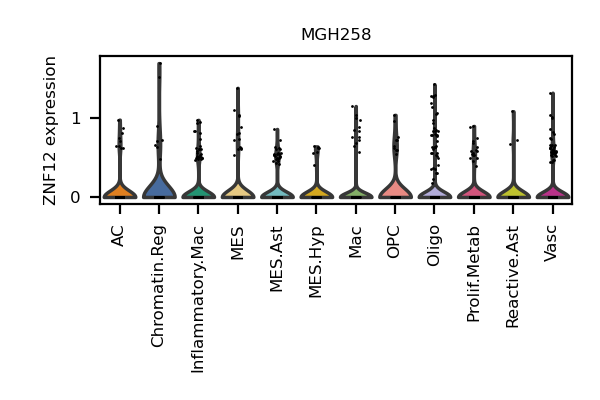 MGH258
ZNF12 expression
1
0
AC
Chromatin.Reg
Inflammatory.Mac
MES
MES.Ast
MES.Hyp
Mac
OPC
Oligo
Prolif.Metab
Reactive.Ast
Vasc